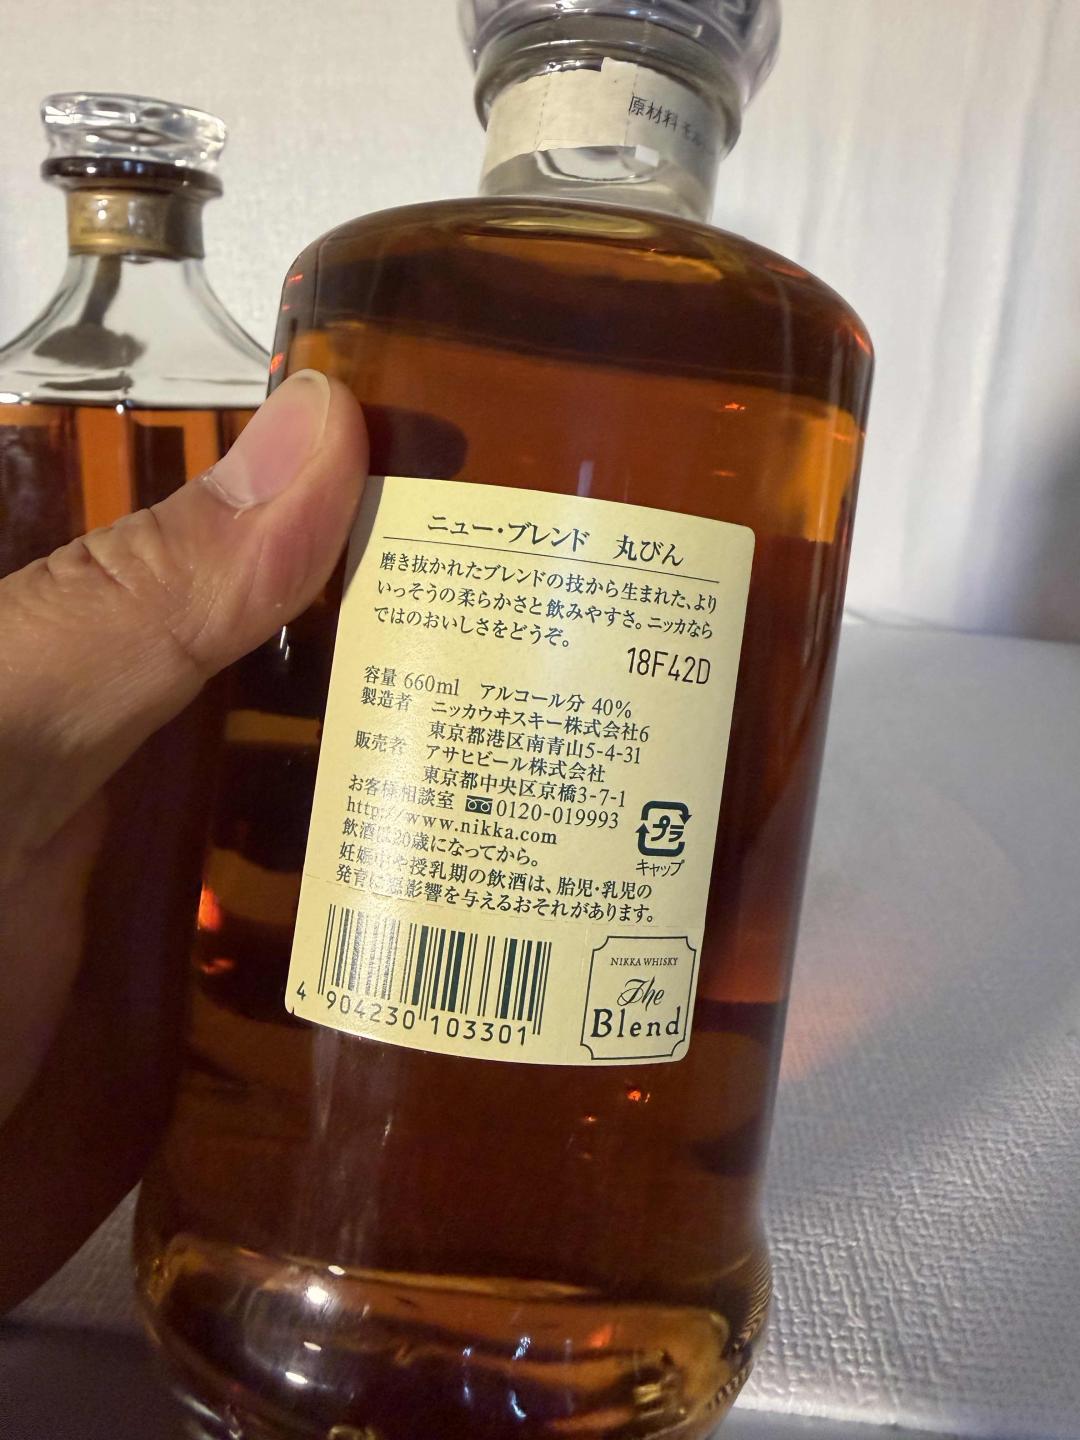 原材料 モル
ニュー・ブレンド 丸びん
磨き抜かれたブレンドの技から生まれた、より
いっそうの柔らかさと飲みやすさ。ニッカなら
ではのおいしさをどうぞ。
18F42D
容量 660ml アルコール分 40%
製造者 ニッカウヰスキー株式会社6
東京都港区南青山5-4-31
販売者 アサヒビール株式会社
東京都中央区京橋3-7-1
お客様相談室 0120-019993
http://www.nikka.com
飲酒は20歳になってから。
妊娠中や授乳期の飲酒は、胎児・乳児の
発育に悪影響を与えるおそれがあります。
プラ
キャップ
4 904230 103301
NIKKA WHISKY
The
Blend